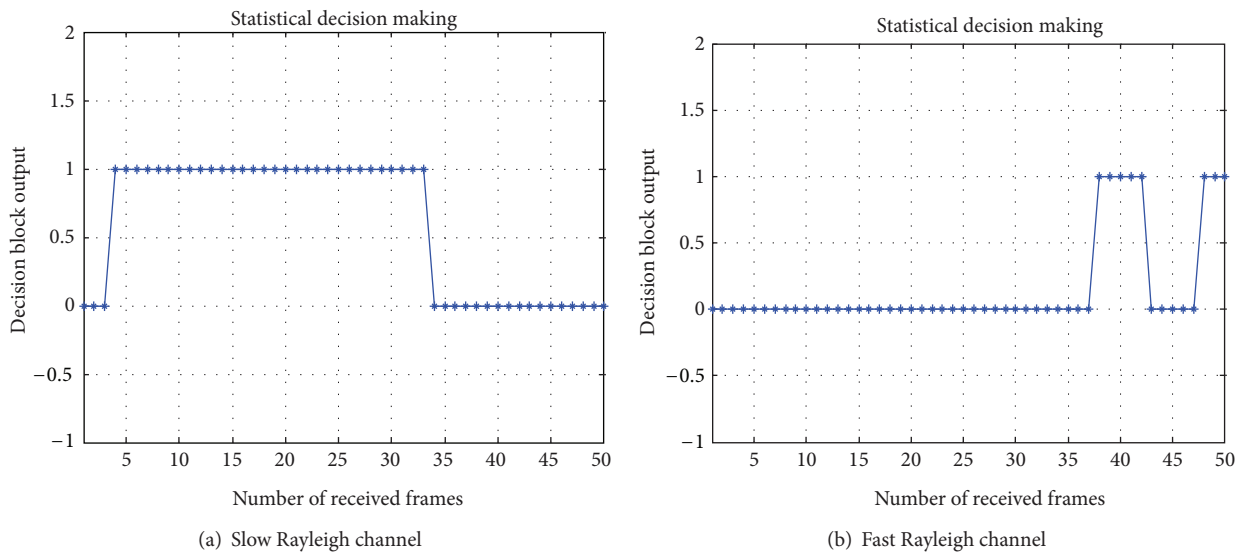 Statistical decision making
2
1.5
1
0.5
0
−0.5
−1
Decision block output
5 10 15 20 25 30 35 40 45 50
Number of received frames
(a) Slow Rayleigh channel
Statistical decision making
2
1.5
1
0.5
0
−0.5
−1
Decision block output
5 10 15 20 25 30 35 40 45 50
Number of received frames
(b) Fast Rayleigh channel